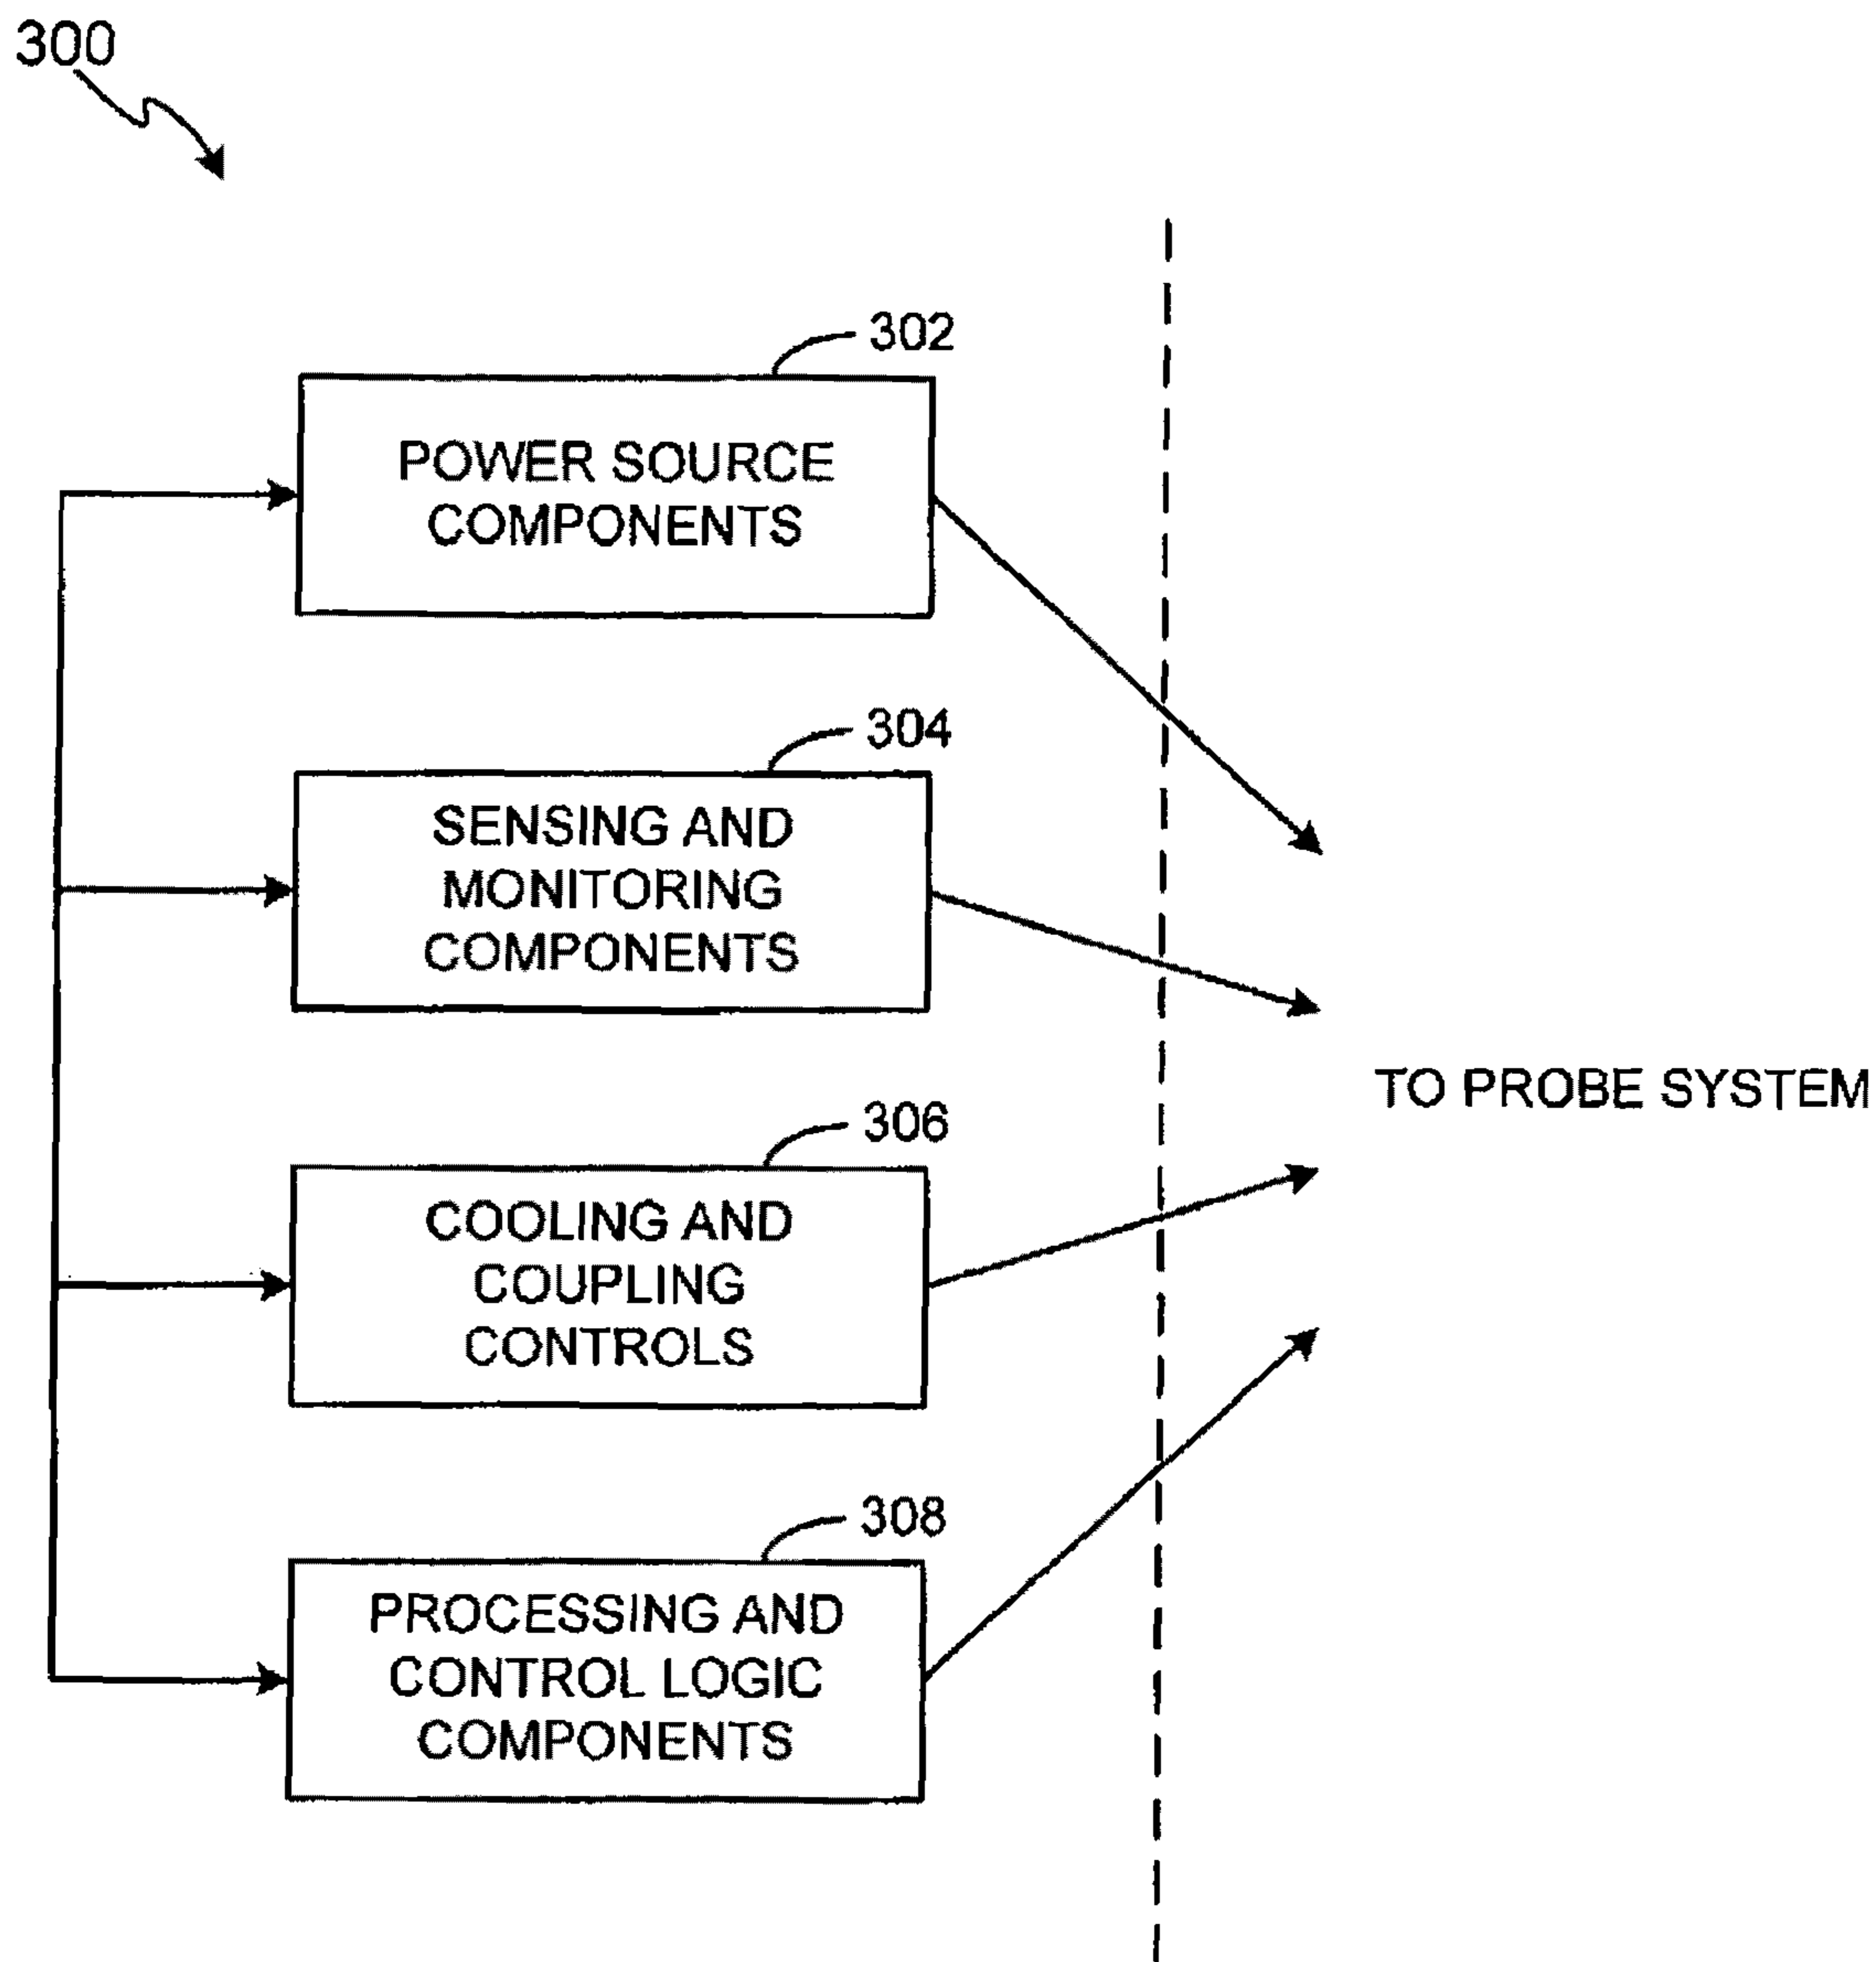 300
302
POWER SOURCE
COMPONENTS
304
SENSING AND
MONITORING
COMPONENTS
TO PROBE SYSTEM
306
COOLING AND
COUPLING
CONTROLS
308
PROCESSING AND
CONTROL LOGIC
COMPONENTS